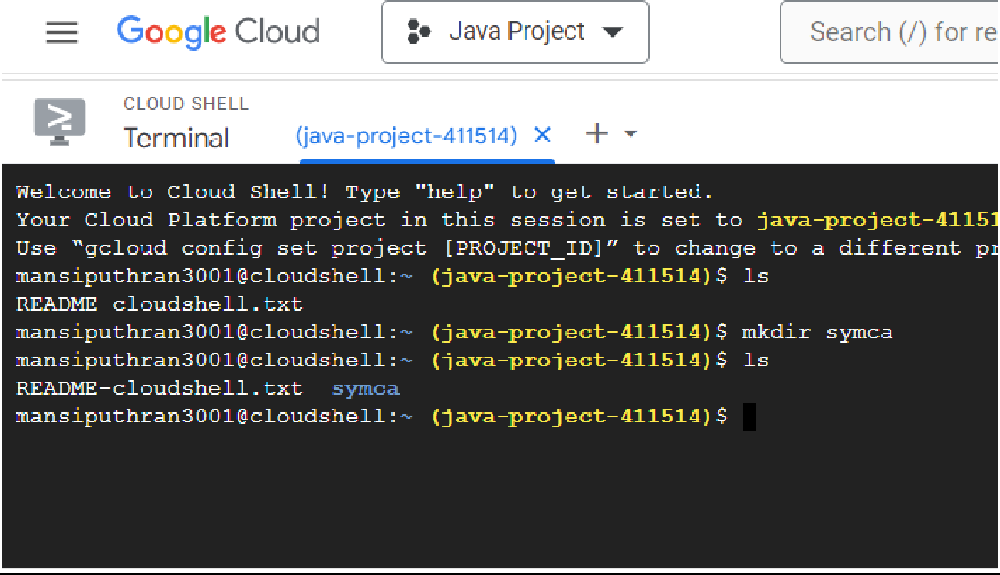 Google Cloud Java Project Search (/) for re
CLOUD SHELL
Terminal (java-project-411514)
Welcome to Cloud Shell! Type "help" to get started.
Your Cloud Platform project in this session is set to java-project-41151
Use “gcloud config set project [PROJECT_ID]” to change to a different pr
mansiputhran3001@cloudshell:~ (java-project-411514)$ ls
README-cloudshell.txt
mansiputhran3001@cloudshell:~ (java-project-411514)$ mkdir symca
mansiputhran3001@cloudshell:~ (java-project-411514)$ ls
README-cloudshell.txt symca
mansiputhran3001@cloudshell:~ (java-project-411514)$